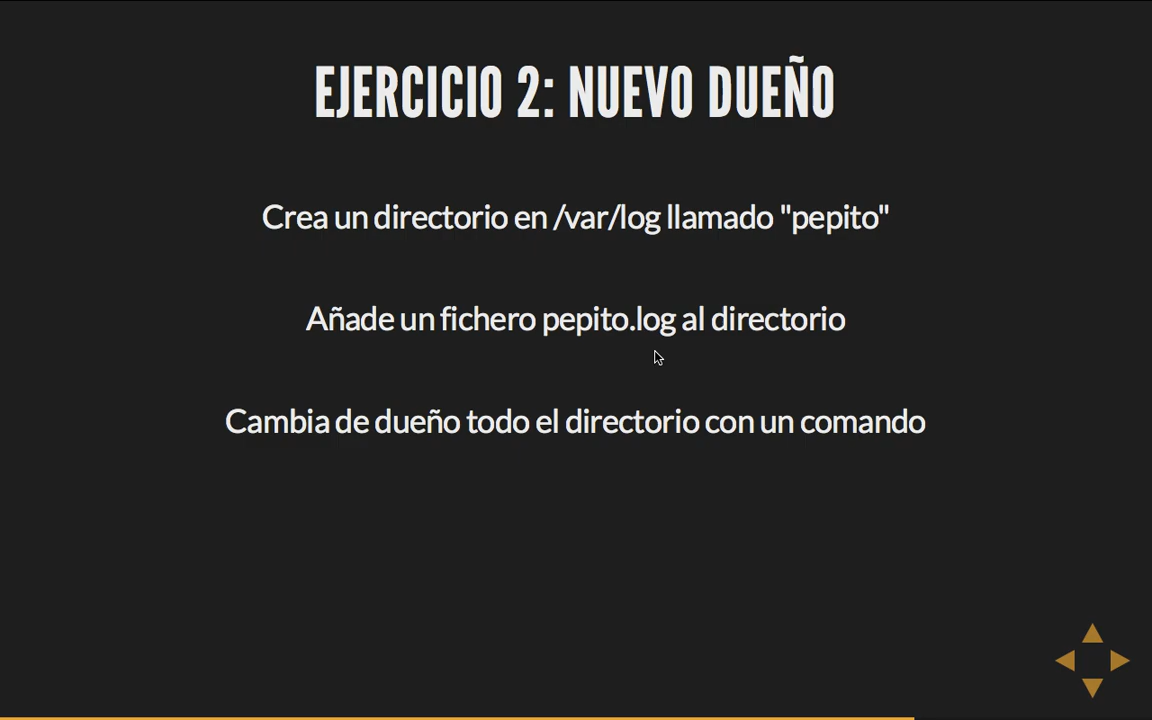 EJERCICIO 2: NUEVO DUEÑO
Crea un directorio en /var/log llamado "pepito"
Añade un fichero pepito.log al directorio
Cambia de dueño todo el directorio con un comando